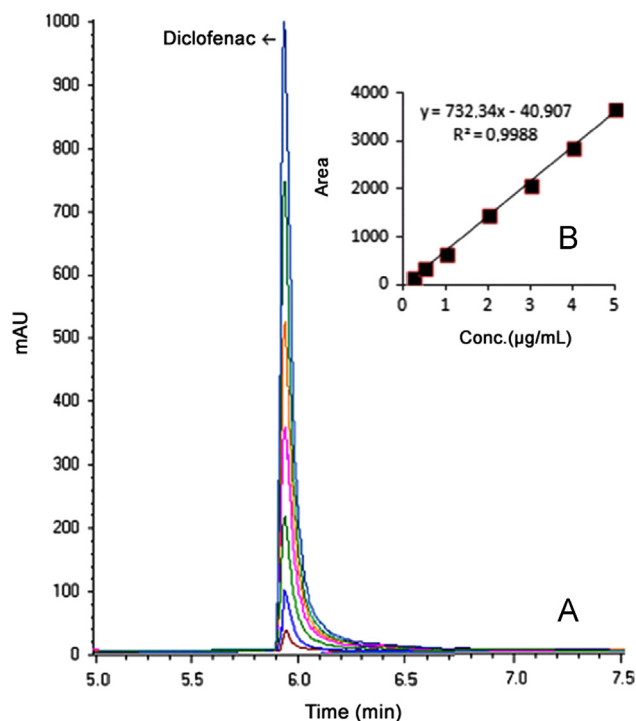 1000
900
800
700
600
500
400
300
200
100
0
mAU
Diclofenac ←
A
5.0 5.5 6.0 6.5 7.0 7.5
Time (min)
4000
3000
2000
1000
0
Area
y = 732,34x - 40,907
R² = 0,9988
B
0 1 2 3 4 5
Conc.(µg/mL)